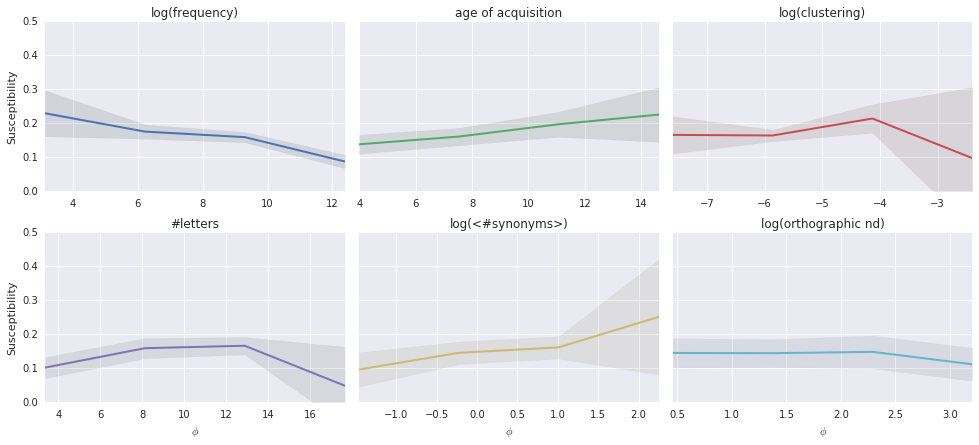 log(frequency)
age of acquisition
log(clustering)
Susceptibility
0.5
0.4
0.3
0.2
0.1
0.0
4 6 8 10 12
4 6 8 10 12 14
−7 −6 −5 −4 −3
#letters
log(<#synonyms>)
log(orthographic nd)
Susceptibility
0.5
0.4
0.3
0.2
0.1
0.0
4 6 8 10 12 14 16
−1.0 −0.5 0.0 0.5 1.0 1.5 2.0
0.5 1.0 1.5 2.0 2.5 3.0
ϕ
ϕ
ϕ